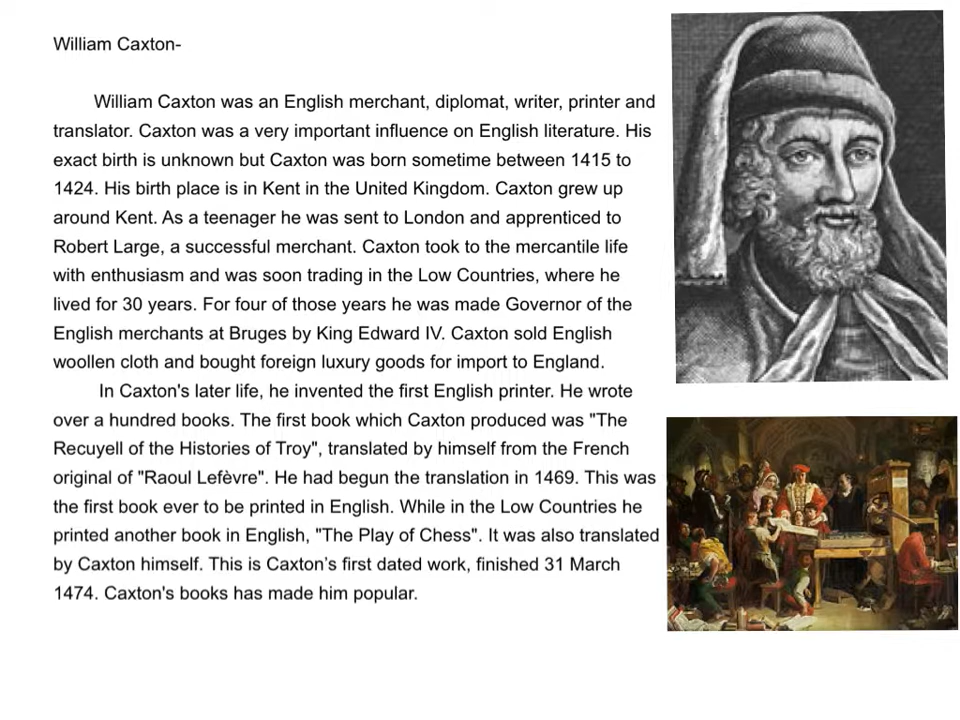 William Caxton-
William Caxton was an English merchant, diplomat, writer, printer and
translator. Caxton was a very important influence on English literature. His
exact birth is unknown but Caxton was born sometime between 1415 to
1424. His birth place is in Kent in the United Kingdom. Caxton grew up
around Kent. As a teenager he was sent to London and apprenticed to
Robert Large, a successful merchant. Caxton took to the mercantile life
with enthusiasm and was soon trading in the Low Countries, where he
lived for 30 years. For four of those years he was made Governor of the
English merchants at Bruges by King Edward IV. Caxton sold English
woollen cloth and bought foreign luxury goods for import to England.
In Caxton's later life, he invented the first English printer. He wrote
over a hundred books. The first book which Caxton produced was "The
Recuyell of the Histories of Troy", translated by himself from the French
original of "Raoul Lefèvre". He had begun the translation in 1469. This was
the first book ever to be printed in English. While in the Low Countries he
printed another book in English, "The Play of Chess". It was also translated
by Caxton himself. This is Caxton’s first dated work, finished 31 March
1474. Caxton's books has made him popular.